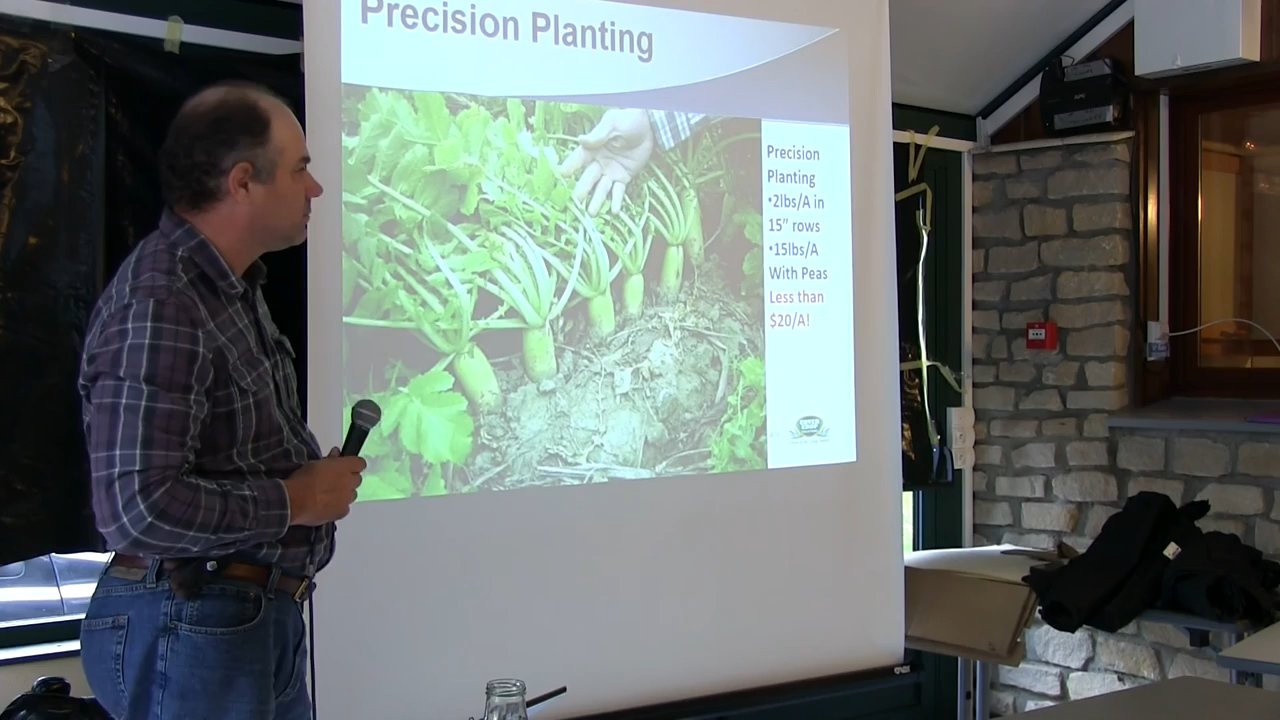 Precision Planting
Precision
Planting
•2lbs/A in
15” rows
•15lbs/A
With Peas
Less than
$20/A!